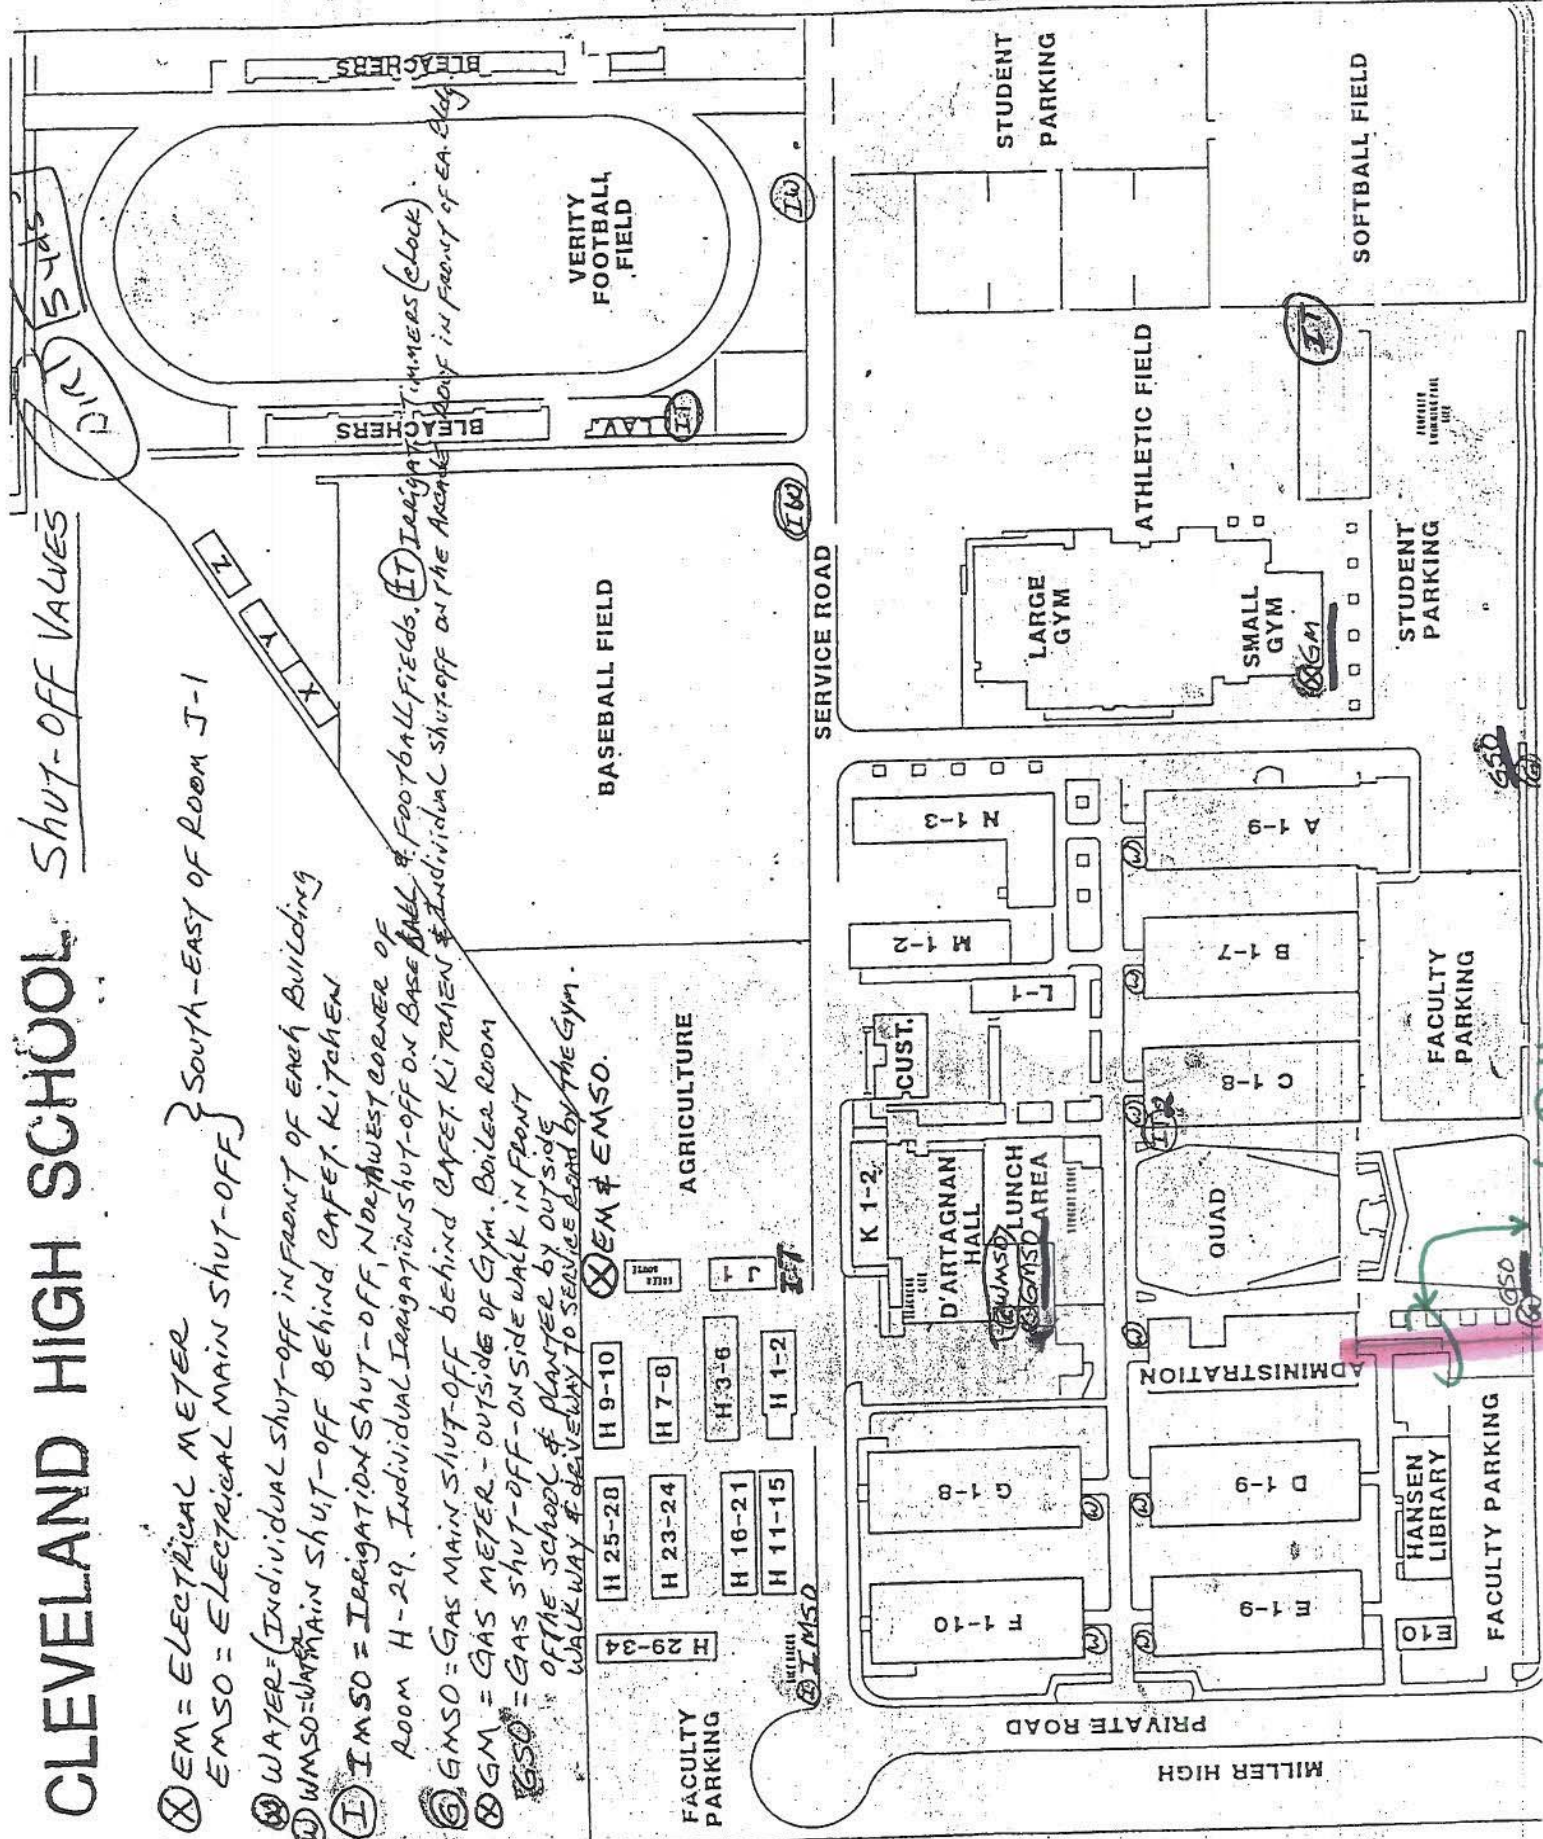 CLEVELAND HIGH SCHOOL Shut-OFF VALVES
Ⓧ EM = ELECTRICAL METER
EMSO = ELECTRICAL MAIN SHUT-OFF } SOUTH-EAST OF ROOM J-1
Ⓦ WATER = (Individual Shut-OFF IN FRONT OF EACH Building
Ⓦ WMSO = WATER MAIN SHUT-OFF BEHIND CAFET. KITCHEN
Ⓘ IMSO = IRRIGATION SHUT-OFF, NORTHWEST CORNER OF
ROOM H-29. Individual IRRIGATION SHUT-OFF ON BASE BALL & FOOTBALL FIELDS. (IT) IRRIGAT. TIMMERS (CLOCK).
Ⓖ GMSO = GAS MAIN SHUT-OFF behind CAFET. KITCHEN & Individual Shut-OFF ON the ARCADE ROOF IN FRONT OF EA. Bldg
Ⓧ GM = GAS METER - OUTSIDE OF GYM. BOILER ROOM
GSO = GAS SHUT-OFF - ON SIDE WALK IN FRONT
OF THE SCHOOL & PLANTER by OUTSIDE
WALKWAY & DRIVEWAY TO SERVICE ROAD by the GYM.
DIRT
5 yds
Z
Y
X
BLEACHERS
VERITY
FOOTBALL
FIELD
BLEACHERS
LAV.
IT
IW
IW
BASEBALL FIELD
SERVICE ROAD
AGRICULTURE
Ⓧ EM & EMSO.
J 1
IT
H 9-10
H 7-8
H 3-6
H 1-2
H 25-28
H 23-24
H 16-21
H 11-15
H 29-34
Ⓘ IMSO
FACULTY
PARKING
STUDENT
PARKING
SOFTBALL FIELD
ATHLETIC FIELD
IT
LARGE
GYM
SMALL
GYM
Ⓧ GM
STUDENT
PARKING
GSO
G
N 1-3
M 1-2
L-1
CUST.
K 1-2
D'ARTAGNAN
HALL
LUNCH
AREA
WMSO
GMSO
A 1-9
B 1-7
C 1-8
W
W
W
IT
QUAD
W
FACULTY
PARKING
ADMINISTRATION
GSO
G
G 1-8
F 1-10
W
W
D 1-9
E 1-9
W
W
HANSEN
LIBRARY
E10
FACULTY PARKING
PRIVATE ROAD
MILLER HIGH